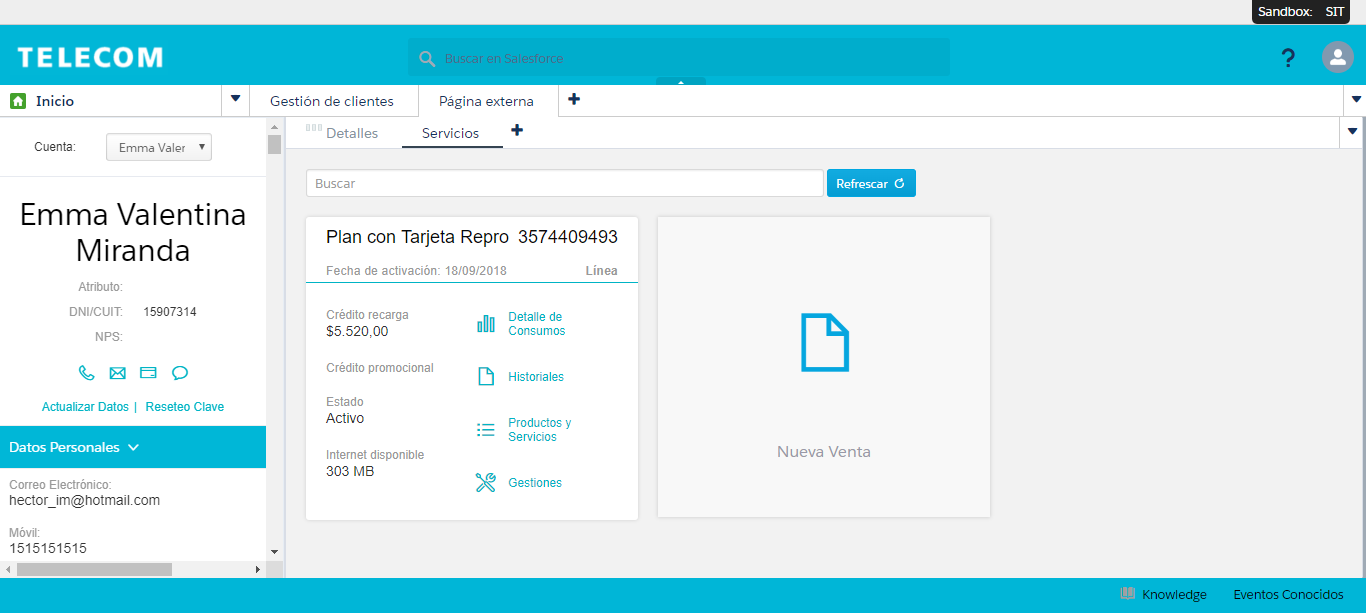 Sandbox: SIT
TELECOM
Buscar en Salesforce
?
Inicio
Gestión de clientes
Página externa
Cuenta:
Emma Valer
Detalles
Servicios
Emma Valentina
Miranda
Atributo:
DNI/CUIT: 15907314
NPS:
Actualizar Datos | Reseteo Clave
Datos Personales
Correo Electrónico:
hector_im@hotmail.com
Móvil:
1515151515
Buscar
Refrescar
Plan con Tarjeta Repro 3574409493
Fecha de activación: 18/09/2018 Línea
Crédito recarga
$5.520,00
Crédito promocional
Estado
Activo
Internet disponible
303 MB
Detalle de
Consumos
Historiales
Productos y
Servicios
Gestiones
Nueva Venta
Knowledge
Eventos Conocidos